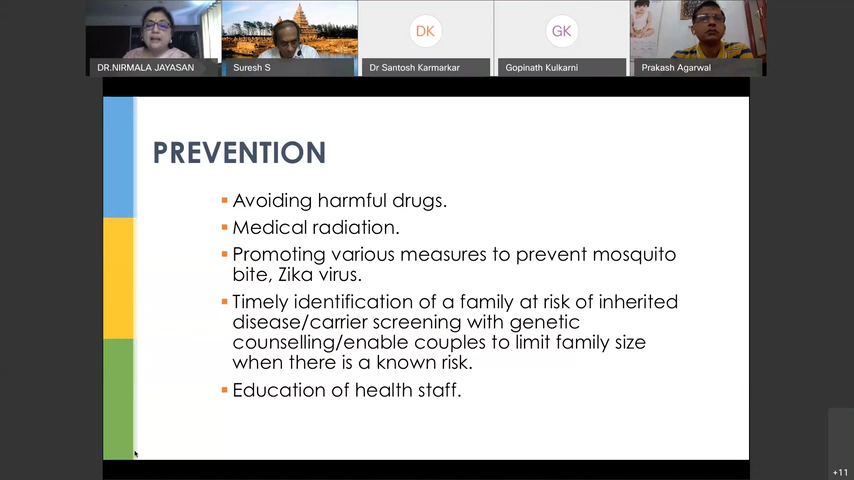 DK
GK
DR.NIRMALA JAYASAN
Suresh S
Dr Santosh Karmarkar
Gopinath Kulkarni
Prakash Agarwal
PREVENTION
▪ Avoiding harmful drugs.
▪ Medical radiation.
▪ Promoting various measures to prevent mosquito
bite, Zika virus.
▪ Timely identification of a family at risk of inherited
disease/carrier screening with genetic
counselling/enable couples to limit family size
when there is a known risk.
▪ Education of health staff.
+11